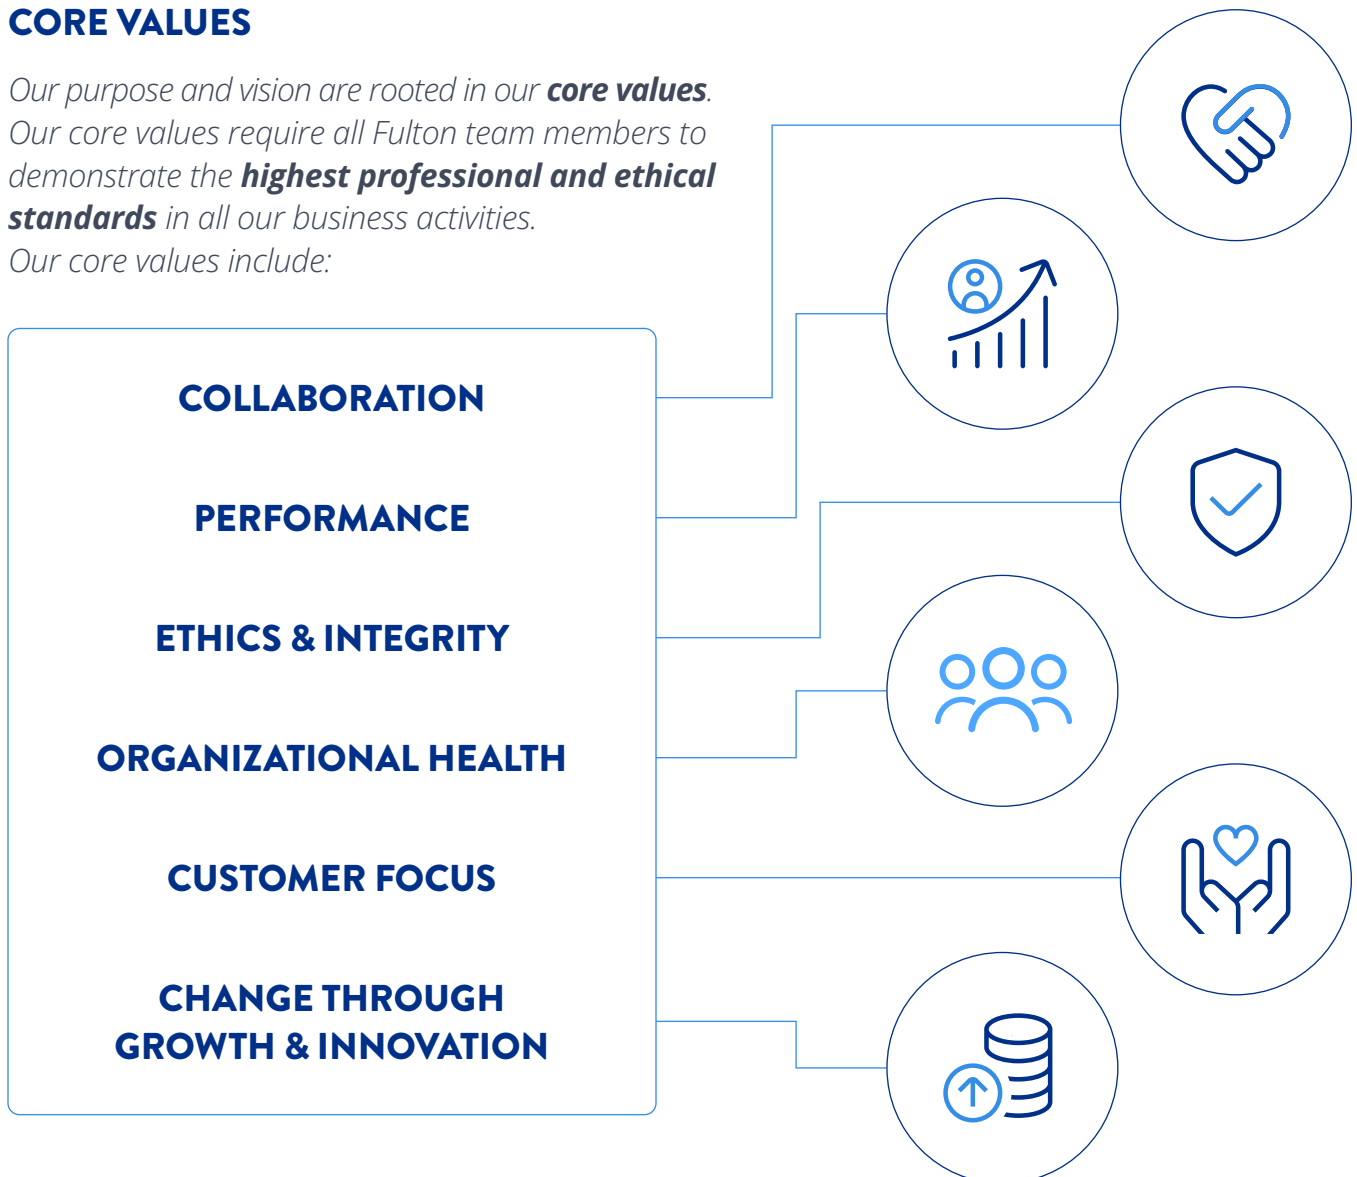 CORE VALUES
Our purpose and vision are rooted in our core values.
Our core values require all Fulton team members to
demonstrate the highest professional and ethical
standards in all our business activities.
Our core values include:
COLLABORATION
PERFORMANCE
ETHICS & INTEGRITY
ORGANIZATIONAL HEALTH
CUSTOMER FOCUS
CHANGE THROUGH
GROWTH & INNOVATION